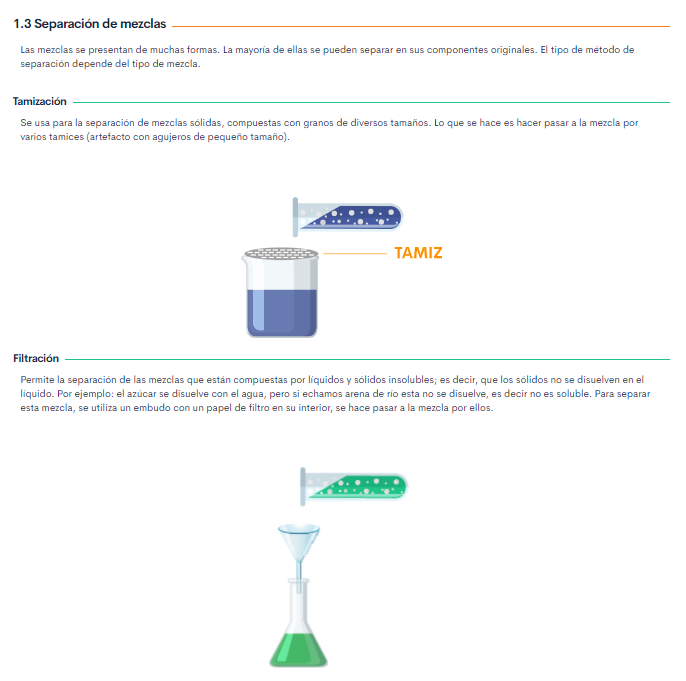 1.3 Separación de mezclas
Las mezclas se presentan de muchas formas. La mayoría de ellas se pueden separar en sus componentes originales. El tipo de método de
separación depende del tipo de mezcla.
Tamización
Se usa para la separación de mezclas sólidas, compuestas con granos de diversos tamaños. Lo que se hace es hacer pasar a la mezcla por
varios tamices (artefacto con agujeros de pequeño tamaño).
TAMIZ
Filtración
Permite la separación de las mezclas que están compuestas por líquidos y sólidos insolubles; es decir, que los sólidos no se disuelven en el
líquido. Por ejemplo: el azúcar se disuelve con el agua, pero si echamos arena de río esta no se disuelve, es decir no es soluble. Para separar
esta mezcla, se utiliza un embudo con un papel de filtro en su interior, se hace pasar a la mezcla por ellos.